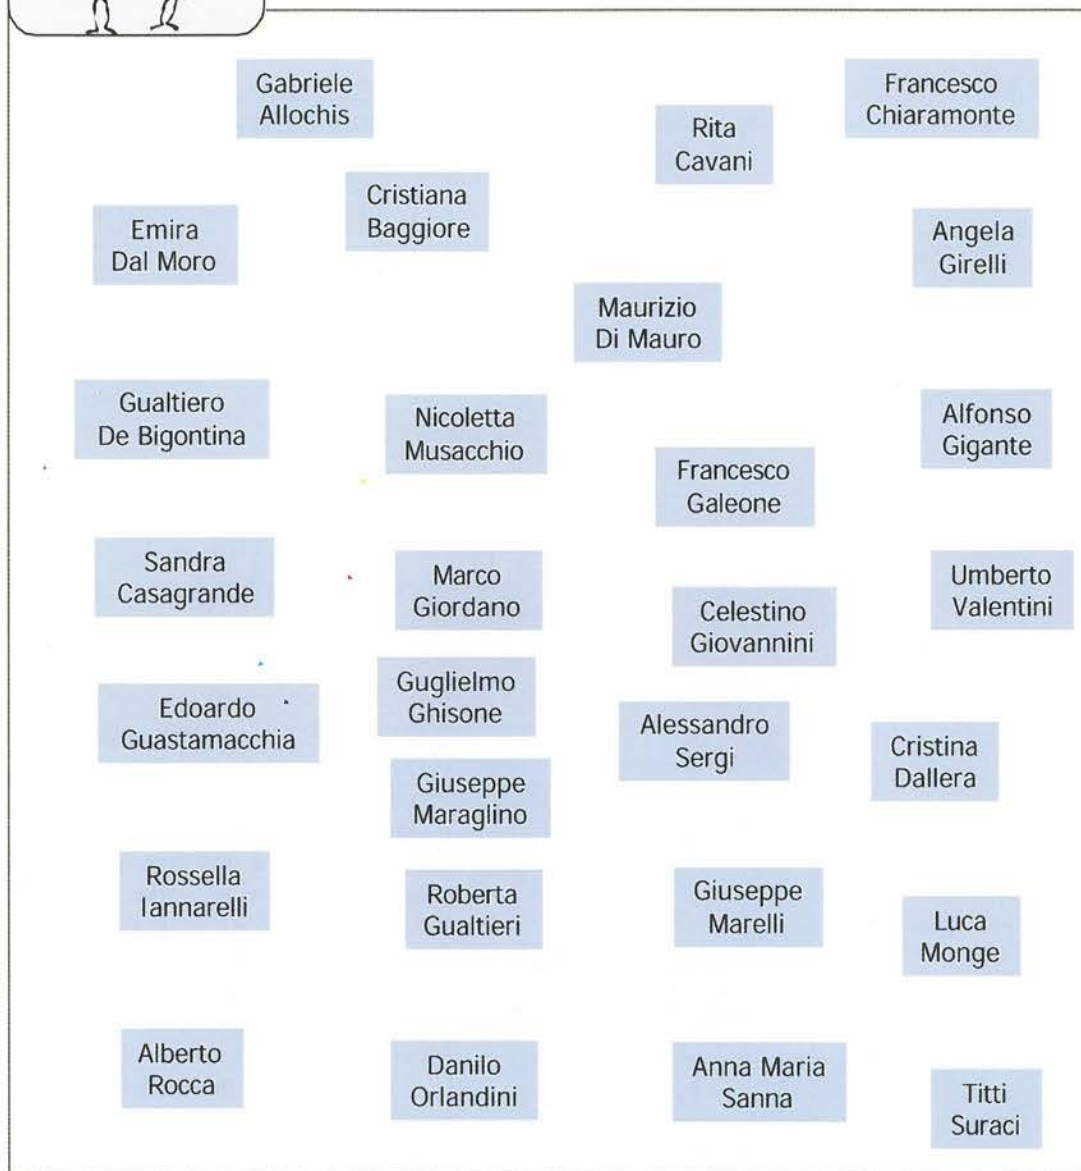 Gabriele
Allochis
Francesco
Chiaramonte
Rita
Cavani
Cristiana
Baggiore
Emira
Dal Moro
Angela
Girelli
Maurizio
Di Mauro
Gualtiero
De Bigontina
Nicoletta
Musacchio
Alfonso
Gigante
Francesco
Galeone
Sandra
Casagrande
Marco
Giordano
Umberto
Valentini
Celestino
Giovannini
Edoardo
Guastamacchia
Guglielmo
Ghisone
Alessandro
Sergi
Cristina
Dallera
Giuseppe
Maraglino
Rossella
Iannarelli
Roberta
Gualtieri
Giuseppe
Marelli
Luca
Monge
Alberto
Rocca
Danilo
Orlandini
Anna Maria
Sanna
Titti
Suraci